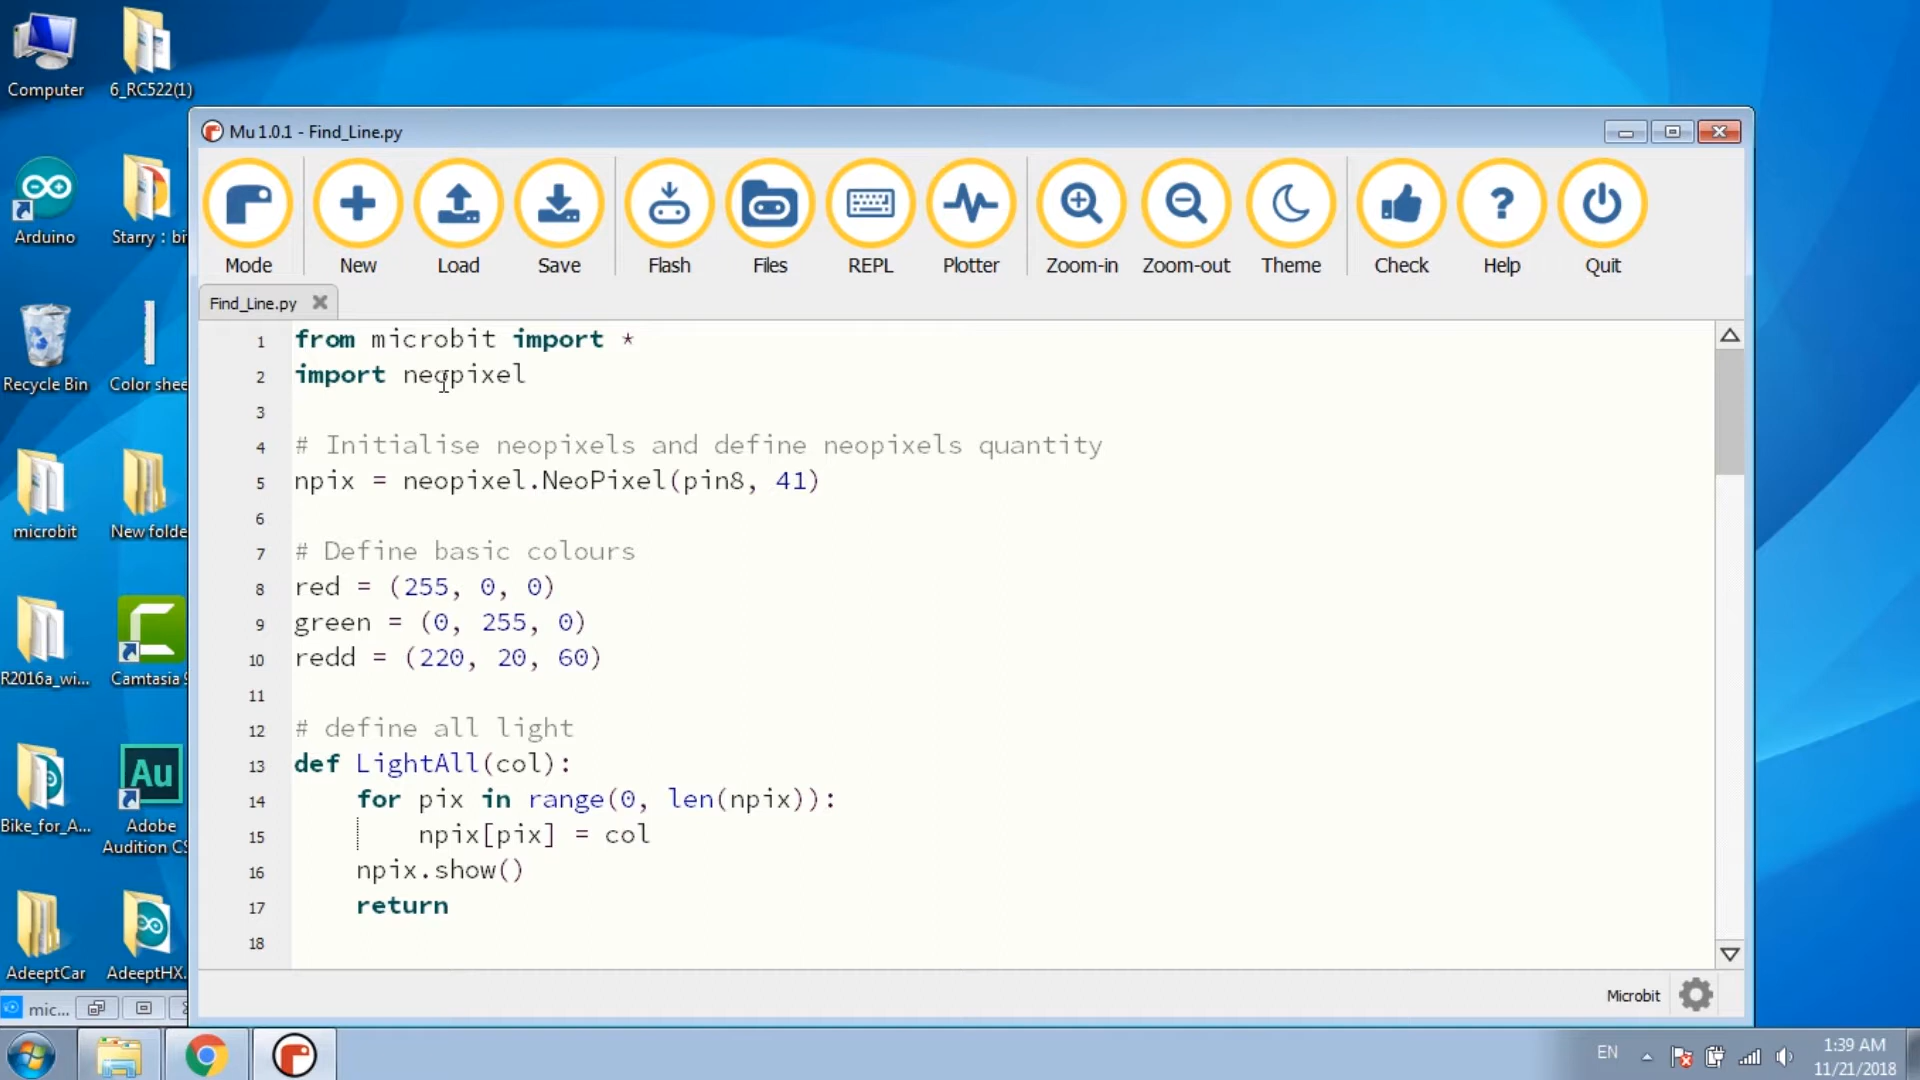 Computer
6_RC522(1)
Arduino
Starry : bi
Recycle Bin
Color shee
microbit
New folde
R2016a_wi...
Camtasia 9
Bike_for_A...
Au
Adobe
Audition CS
AdeeptCar
AdeeptHX.
mic...
Mu 1.0.1 - Find_Line.py
Mode
New
Load
Save
Flash
Files
REPL
Plotter
Zoom-in
Zoom-out
Theme
Check
Help
Quit
Find_Line.py
1 from microbit import *
2 import neopixel
3
4 # Initialise neopixels and define neopixels quantity
5 npix = neopixel.NeoPixel(pin8, 41)
6
7 # Define basic colours
8 red = (255, 0, 0)
9 green = (0, 255, 0)
10 redd = (220, 20, 60)
11
12 # define all light
13 def LightAll(col):
14 for pix in range(0, len(npix)):
15 npix[pix] = col
16 npix.show()
17 return
18
Microbit
EN
1:39 AM
11/21/2018